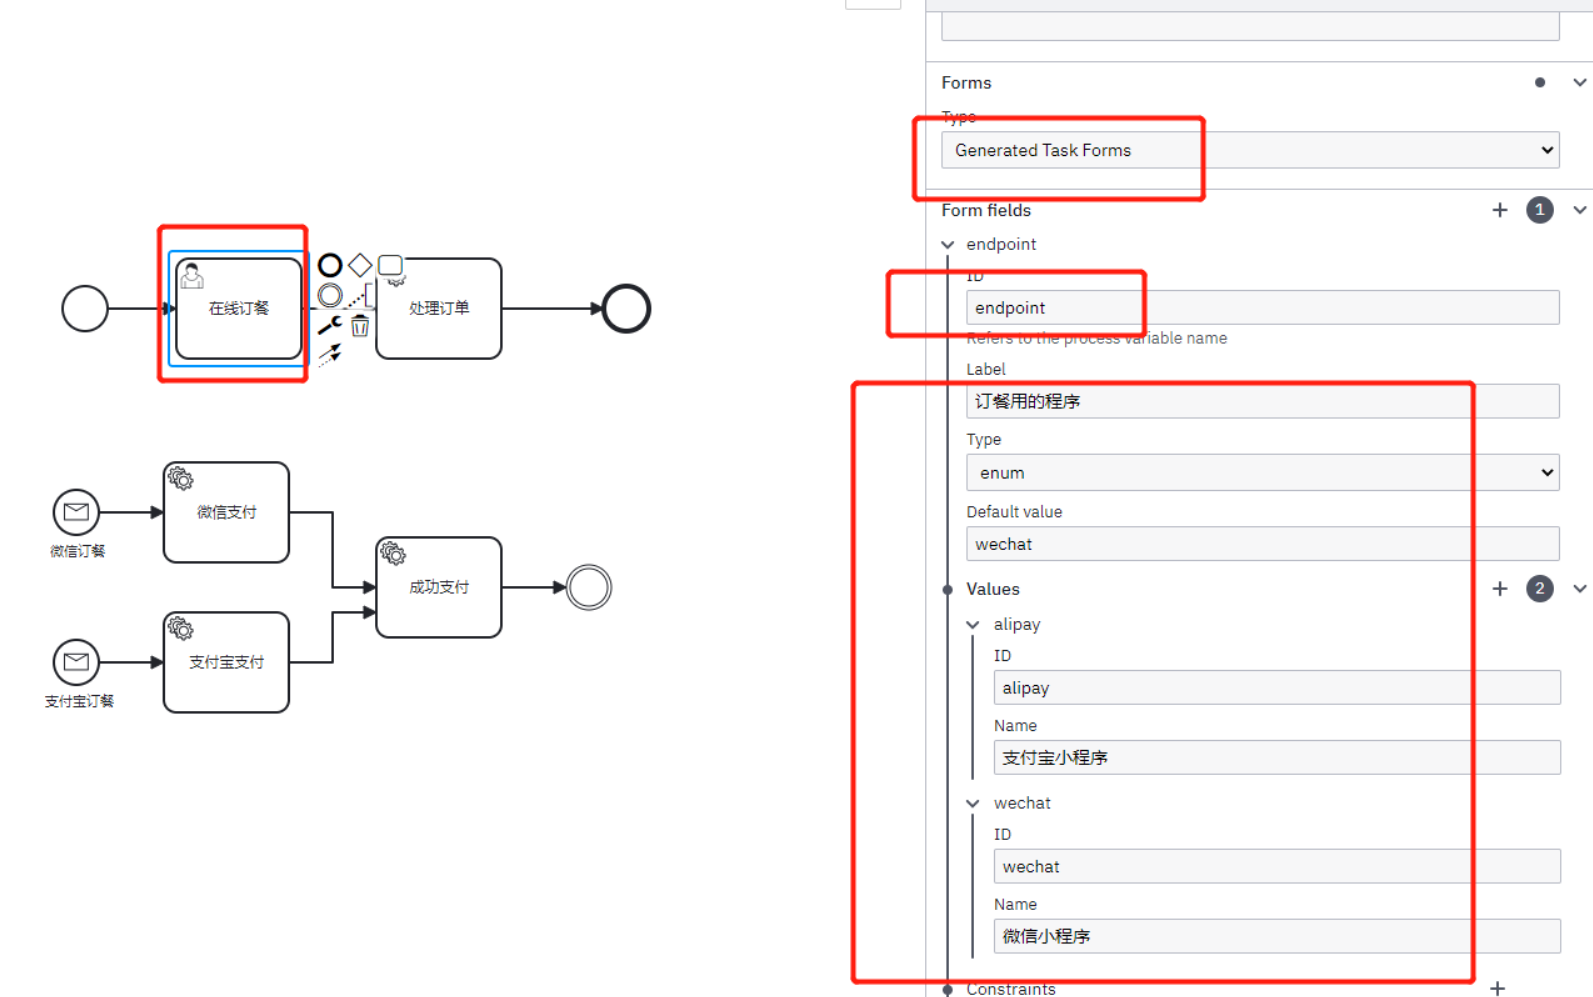 在线订餐
处理订单
微信支付
微信订餐
成功支付
支付宝支付
支付宝订餐
Forms
Type
Generated Task Forms
Form fields
1
endpoint
ID
endpoint
Refers to the process variable name
Label
订餐用的程序
Type
enum
Default value
wechat
Values
2
alipay
ID
alipay
Name
支付宝小程序
wechat
ID
wechat
Name
微信小程序
Constraints